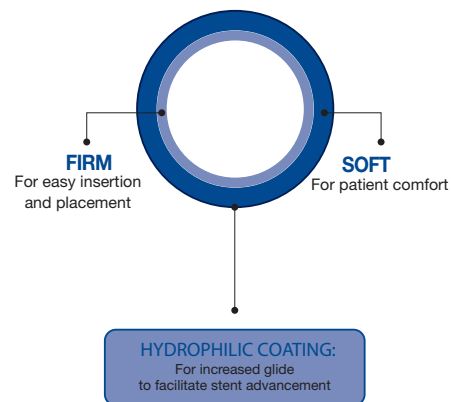 FIRM
For easy insertion
and placement
SOFT
For patient comfort
HYDROPHILIC COATING:
For increased glide
to facilitate stent advancement